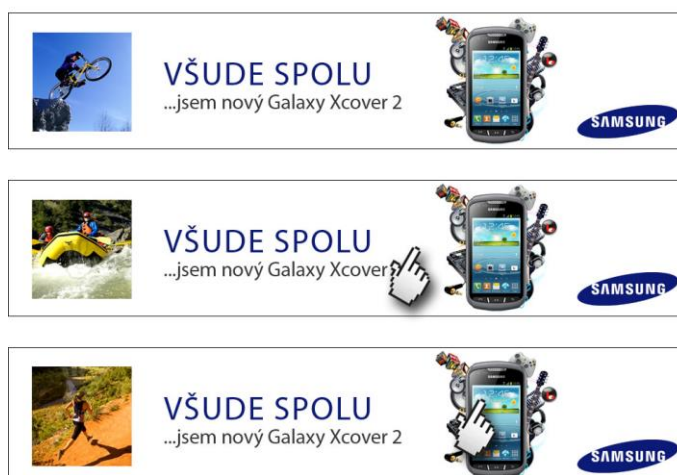 VŠUDE SPOLU
...jsem nový Galaxy Xcover 2
SAMSUNG
VŠUDE SPOLU
...jsem nový Galaxy Xcover
SAMSUNG
VŠUDE SPOLU
...jsem nový Galaxy Xcover 2
SAMSUNG